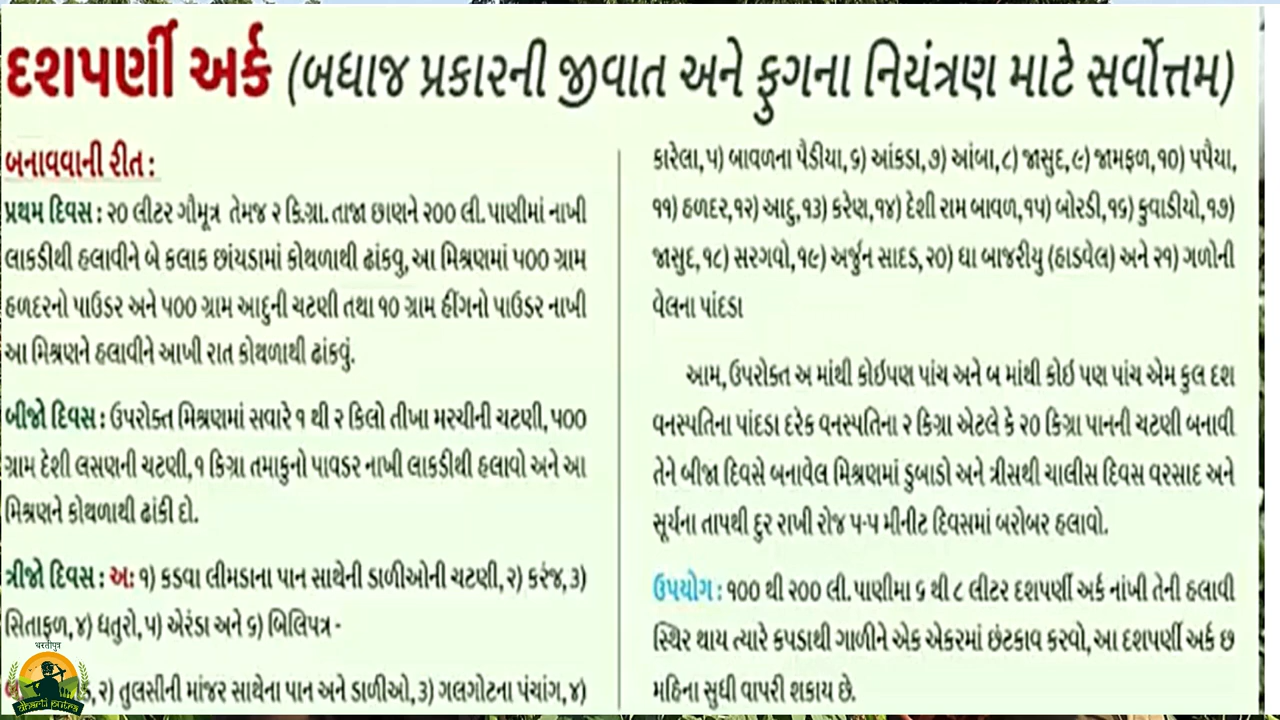 દશપર્ણી અર્ક (બધાજ પ્રકારની જીવાત અને ફુગના નિયંત્રણ માટે સર્વોત્તમ)
બનાવવાની રીત :
પ્રથમ દિવસ : ૨૦ લીટર ગૌમૂત્ર તેમજ ૨ કિ.ગ્રા. તાજા છાણને ૨૦૦ લી. પાણીમાં નાખી
લાકડીથી હલાવીને બે કલાક છાંયડામાં કોથળાથી ઢાંકવુ, આ મિશ્રણમાં ૫૦૦ ગ્રામ
હળદરનો પાઉડર અને ૫૦૦ ગ્રામ આદુની ચટણી તથા ૧૦ ગ્રામ હીંગનો પાઉડર નાખી
આ મિશ્રણને હલાવીને આખી રાત કોથળાથી ઢાંકવું.
બીજો દિવસ : ઉપરોક્ત મિશ્રણમાં સવારે ૧ થી ૨ કિલો તીખા મરચીની ચટણી, ૫૦૦
ગ્રામ દેશી લસણની ચટણી, ૧ કિગ્રા તમાકુનો પાવડર નાખી લાકડીથી હલાવો અને આ
મિશ્રણને કોથળાથી ઢાંકી દો.
ત્રીજો દિવસ : અ: ૧) કડવા લીમડાના પાન સાથેની ડાળીઓની ચટણી, ૨) કરંજ, ૩)
સિતાફળ, ૪) ધતુરો, ૫) એરંડા અને ૬) બિલિપત્ર -
૨) તુલસીની માંજર સાથેના પાન અને ડાળીઓ, ૩) ગલગોટના પંચાંગ, ૪)
કારેલા, ૫) બાવળના પૈડીયા, ૬) આંકડા, ૭) આંબા, ૮) જાસુદ, ૯) જામફળ, ૧૦) પપૈયા,
૧૧) હળદર, ૧૨) આદુ, ૧૩) કરેણ, ૧૪) દેશી રામ બાવળ, ૧૫) બોરડી, ૧૬) કુવાડીયો, ૧૭)
જાસુદ, ૧૮) સરગવો, ૧૯) અર્જુન સાદડ, ૨૦) ઘા બાજરીયુ (હાડવેલ) અને ૨૧) ગળોની
વેલના પાંદડા
આમ, ઉપરોક્ત અ માંથી કોઇપણ પાંચ અને બ માંથી કોઇ પણ પાંચ એમ કુલ દશ
વનસ્પતિના પાંદડા દરેક વનસ્પતિના ૨ કિગ્રા એટલે કે ૨૦ કિગ્રા પાનની ચટણી બનાવી
તેને બીજા દિવસે બનાવેલ મિશ્રણમાં ડુબાડો અને ત્રીસથી ચાલીસ દિવસ વરસાદ અને
સૂર્યના તાપથી દુર રાખી રોજ ૫-૫ મીનીટ દિવસમાં બરોબર હલાવો.
ઉપયોગ : ૧૦૦ થી ૨૦૦ લી. પાણીમા ૬ થી ૮ લીટર દશપર્ણી અર્ક નાંખી તેની હલાવી
સ્થિર થાય ત્યારે કપડાથી ગાળીને એક એકરમાં છંટકાવ કરવો, આ દશપર્ણી અર્ક છ
મહિના સુધી વાપરી શકાય છે.
धरतीपुत्र
dharti putra